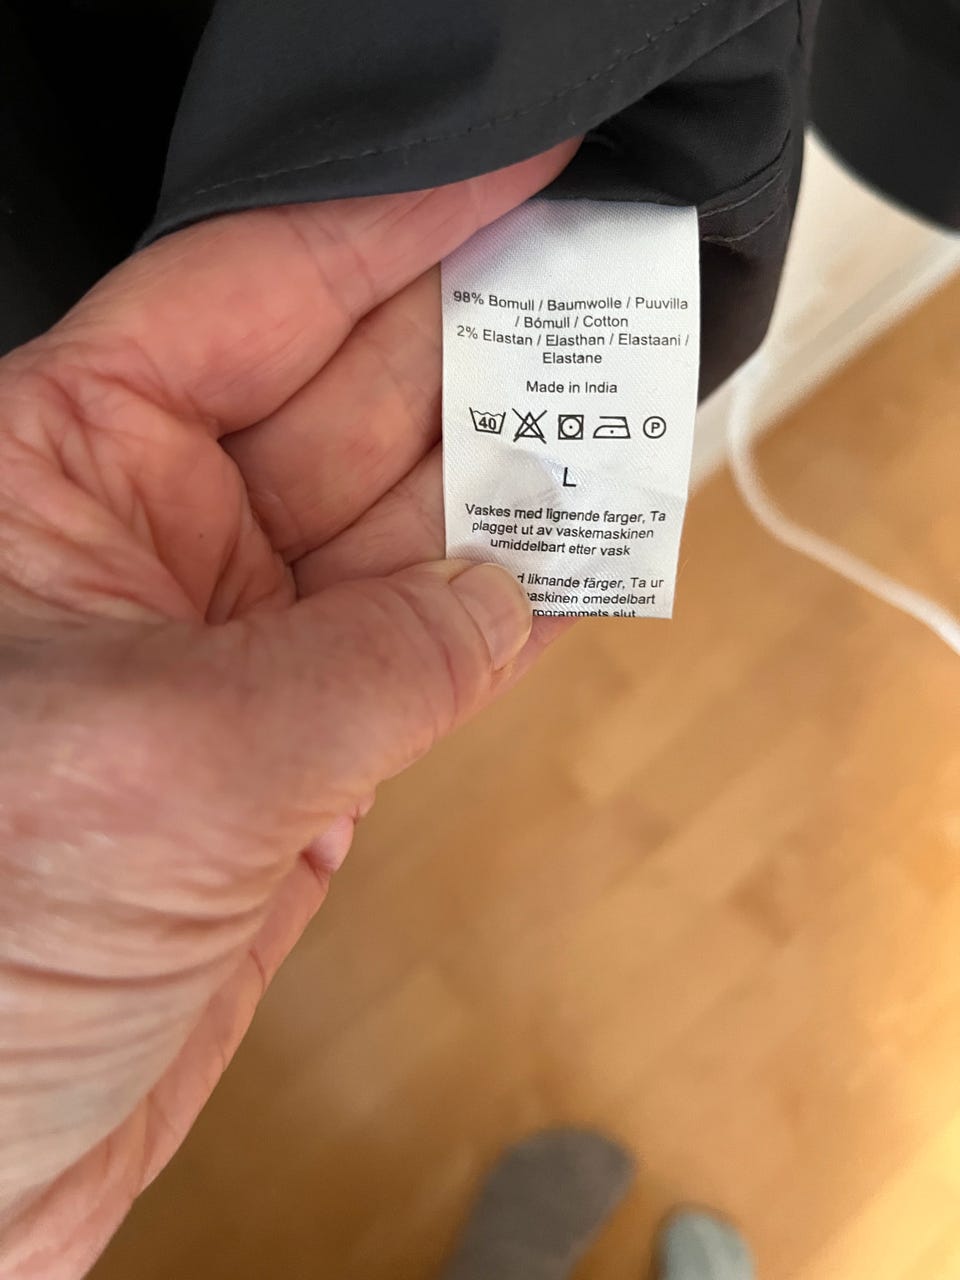 98% Bomull / Baumwolle / Puuvilla
/ Bómull / Cotton
2% Elastan / Elasthan / Elastaani /
Elastane
Made in India
40 P
L
Vaskes med lignende farger, Ta
plagget ut av vaskemaskinen
umiddelbart etter vask
liknande färger, Ta ur
omedelbart
slut